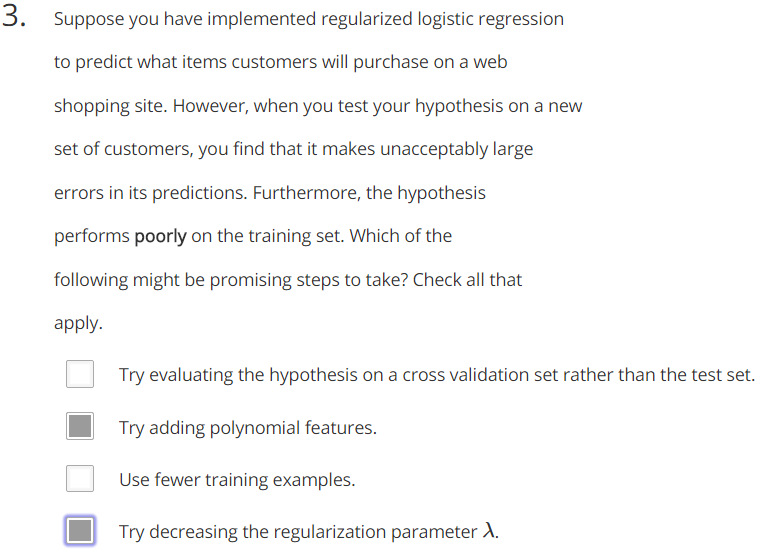 3. Suppose you have implemented regularized logistic regression
to predict what items customers will purchase on a web
shopping site. However, when you test your hypothesis on a new
set of customers, you find that it makes unacceptably large
errors in its predictions. Furthermore, the hypothesis
performs poorly on the training set. Which of the
following might be promising steps to take? Check all that
apply.
Try evaluating the hypothesis on a cross validation set rather than the test set.
Try adding polynomial features.
Use fewer training examples.
Try decreasing the regularization parameter λ.